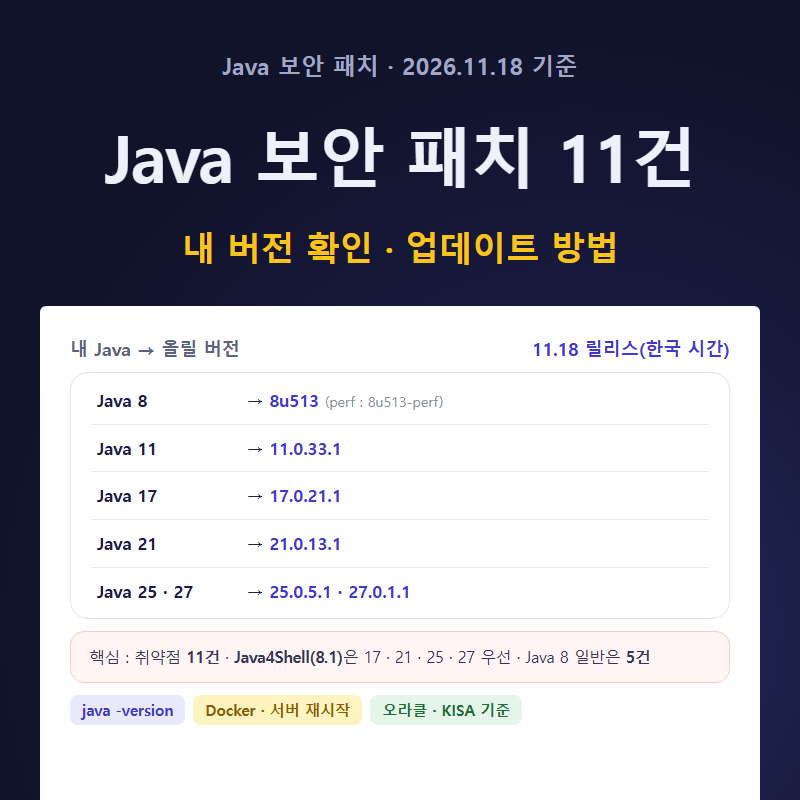 Java 보안 패치 · 2026.11.18 기준
Java 보안 패치 11건
내 버전 확인 · 업데이트 방법
내 Java → 올릴 버전 11.18 릴리스(한국 시간)
Java 8 → 8u513 (perf : 8u513-perf)
Java 11 → 11.0.33.1
Java 17 → 17.0.21.1
Java 21 → 21.0.13.1
Java 25 · 27 → 25.0.5.1 · 27.0.1.1
핵심 : 취약점 11건 · Java4Shell(8.1)은 17 · 21 · 25 · 27 우선 · Java 8 일반은 5건
java -version Docker · 서버 재시작 오라클 · KISA 기준